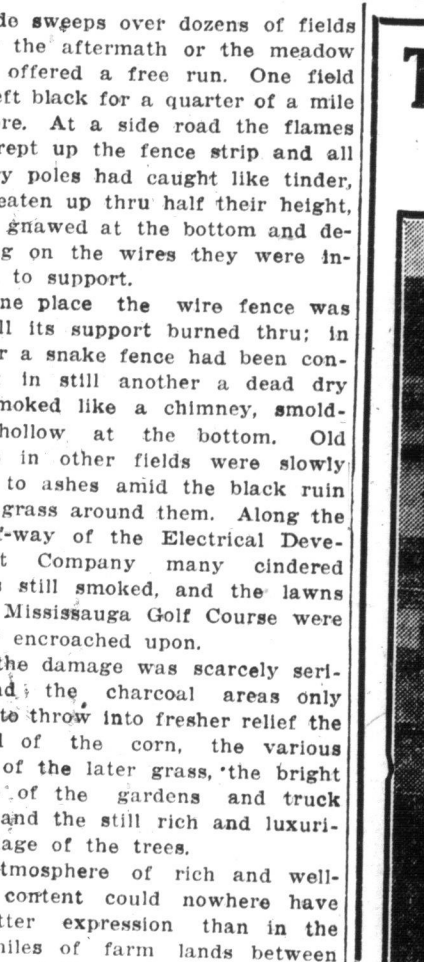 de sweeps over dozens of fields
the aftermath or the meadow
offered a free run. One field
eft black for a quarter of a mile
re. At a side road the flames
rept up the fence strip and all
y poles had caught like tinder,
eaten up thru half their height,
gnawed at the bottom and de-
g on the wires they were in-
to support.
ne place the wire fence was
ll its support burned thru; in
r a snake fence had been con-
in still another a dead dry
moked like a chimney, smold-
hollow at the bottom. Old
in other fields were slowly
to ashes amid the black ruin
grass around them. Along the
f-way of the Electrical Deve-
t Company many cindered
s still smoked, and the lawns
Mississauga Golf Course were
encroached upon.
the damage was scarcely seri-
nd the charcoal areas only
to throw into fresher relief the
l of the corn, the various
of the later grass, the bright
of the gardens and truck
and the still rich and luxuri-
age of the trees.
tmosphere of rich and well-
content could nowhere have
tter expression than in the
miles of farm lands between
T